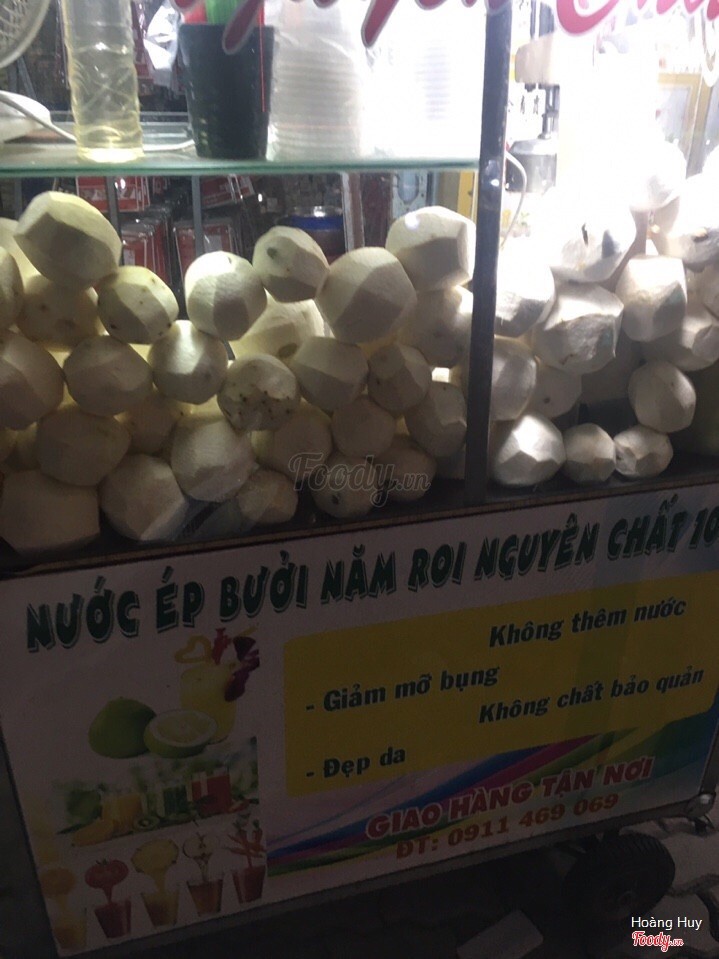 Foody.vn
NƯỚC ÉP BƯỞI NĂM ROI NGUYÊN CHẤT
Không thêm nước
- Giảm mỡ bụng
Không chất bảo quản
- Đẹp da
GIAO HÀNG TẬN NƠI
ĐT: 0911 469 069
Hoàng Huy
Foody.vn